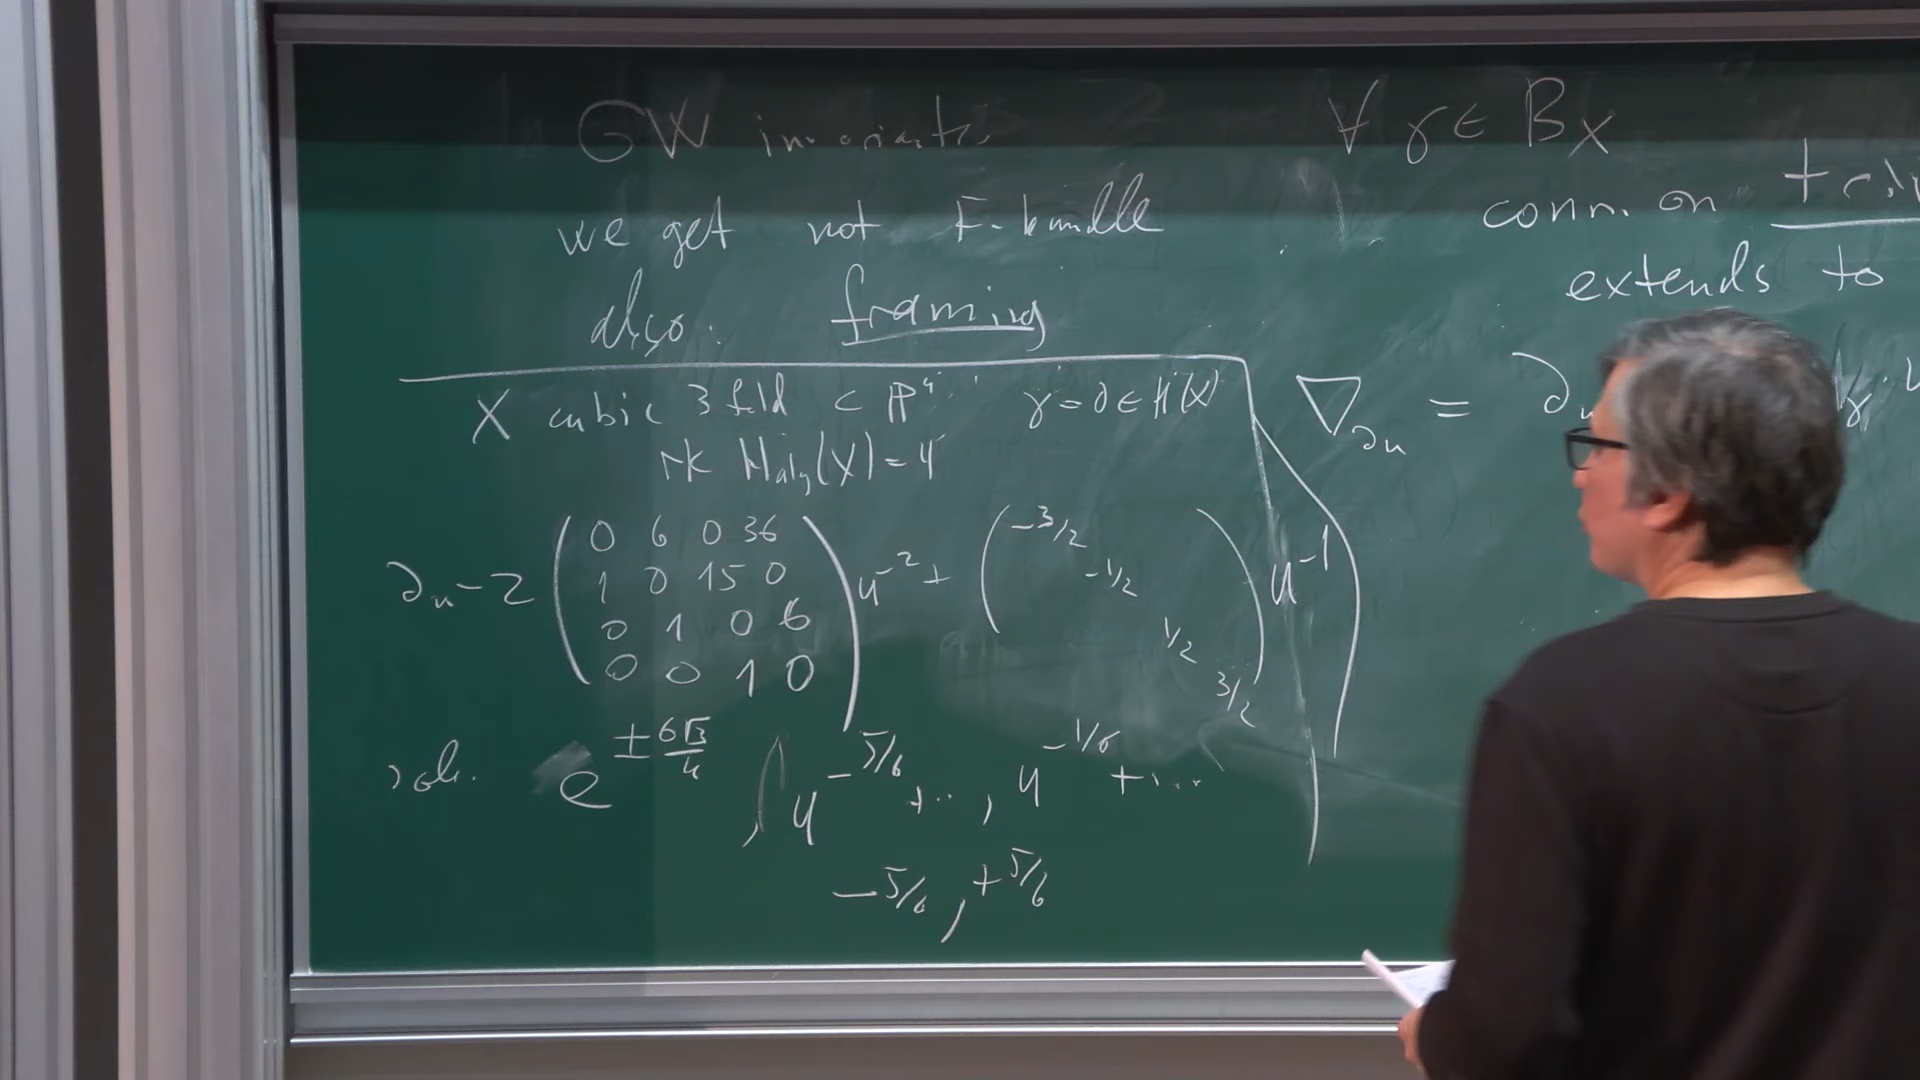 GW invariants
we get not F-bundle
also: framing
X cubic 3 fold ⊂ ℙ⁴ γ=0∈H(X)
rk H_alg(X)=4
∂_u - 2 ( 0 6 0 36 / 1 0 15 0 / 0 1 0 6 / 0 0 1 0 ) u^{-2} + ( -3/2 / -1/2 / 1/2 / 3/2 ) u^{-1}
sol. e^{± 6√3/u}, u^{-5/6} + .., u^{-1/6} + ...
-5/6, +5/6
∀ γ ∈ B_X
conn. on
extends to
∇_{∂_u} = ∂_u